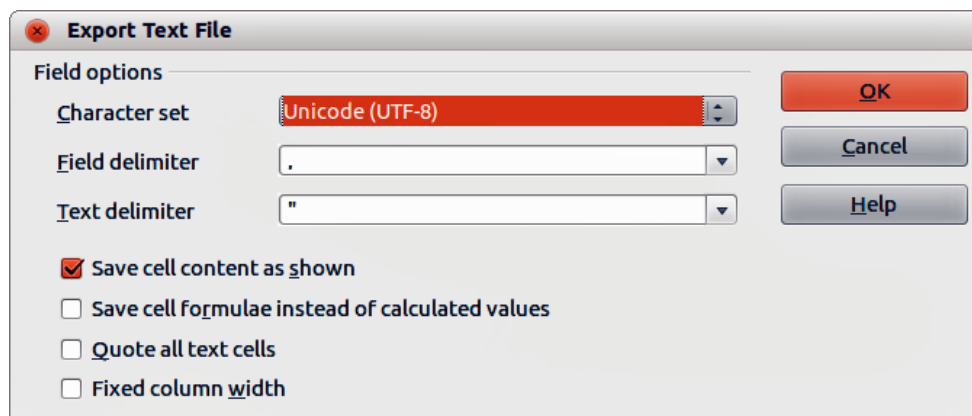 Export Text File
Field options
Character set
Unicode (UTF-8)
OK
Field delimiter
,
Cancel
Text delimiter
"
Help
Save cell content as shown
Save cell formulae instead of calculated values
Quote all text cells
Fixed column width